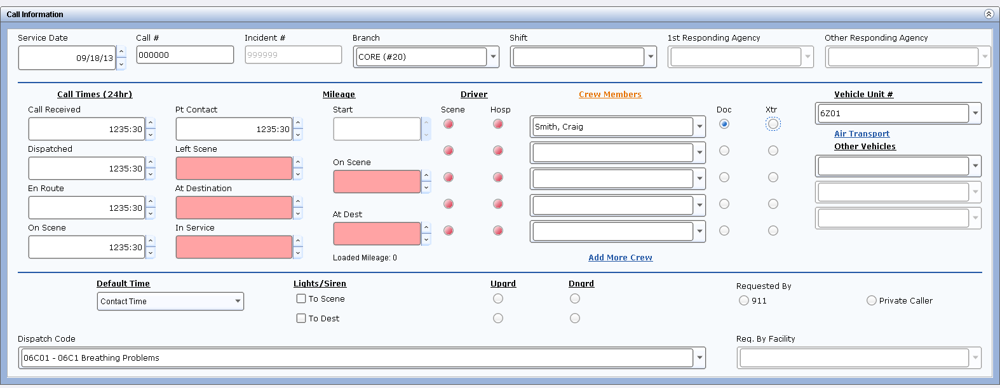 Call Information
Service Date Call # Incident # Branch Shift 1st Responding Agency Other Responding Agency
09/18/13 000000 999999 CORE (#20)
Call Times (24hr) Mileage Driver Crew Members Vehicle Unit #
Call Received Pt Contact Start Scene Hosp Doc Xtr
1235:30 1235:30 Smith, Craig 6Z01
Air Transport
Dispatched Left Scene Other Vehicles
On Scene
1235:30
En Route At Destination
1235:30
At Dest
On Scene In Service
1235:30
Loaded Mileage: 0 Add More Crew
Default Time Lights/Siren Upgrd Dngrd Requested By
Contact Time To Scene 911 Private Caller
To Dest
Dispatch Code Req. By Facility
06C01 - 06C1 Breathing Problems